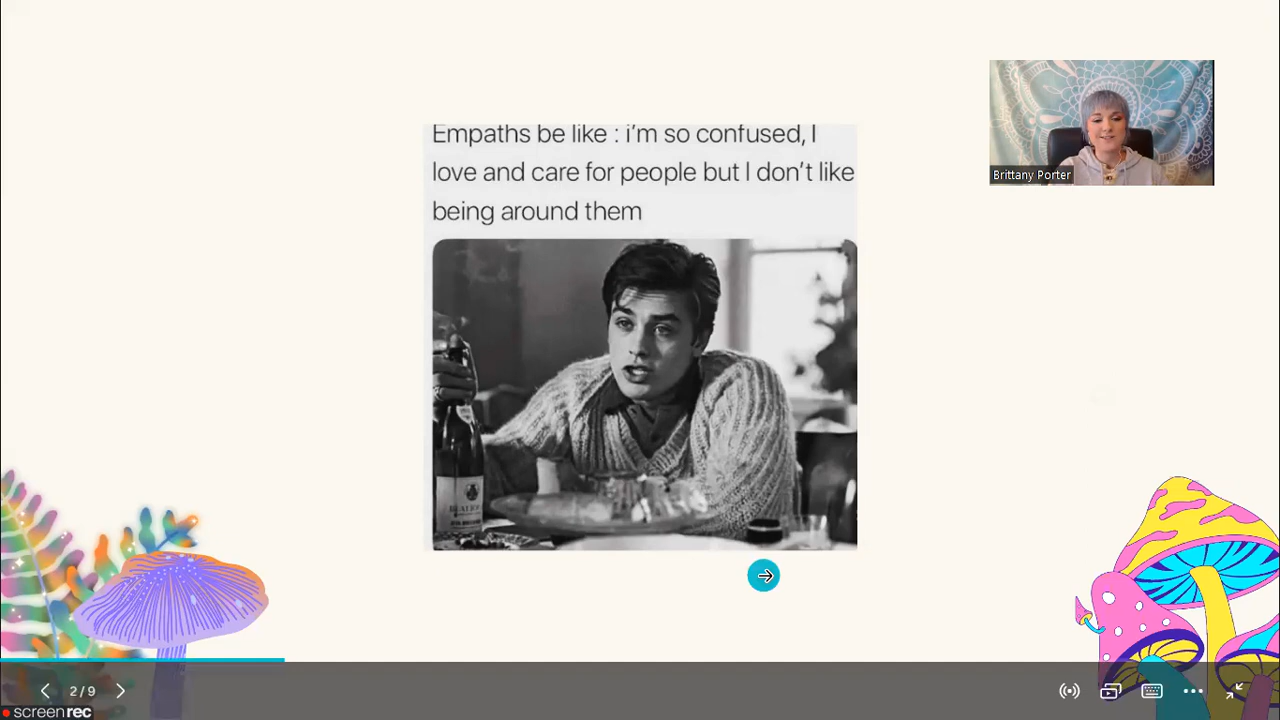 Empaths be like : i'm so confused, I
love and care for people but I don't like
being around them
Brittany Porter
2/9
screenrec